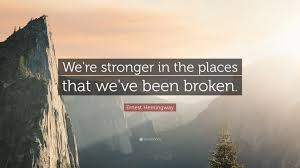 We're stronger in the places
that we've been broken.
Ernest Hemingway